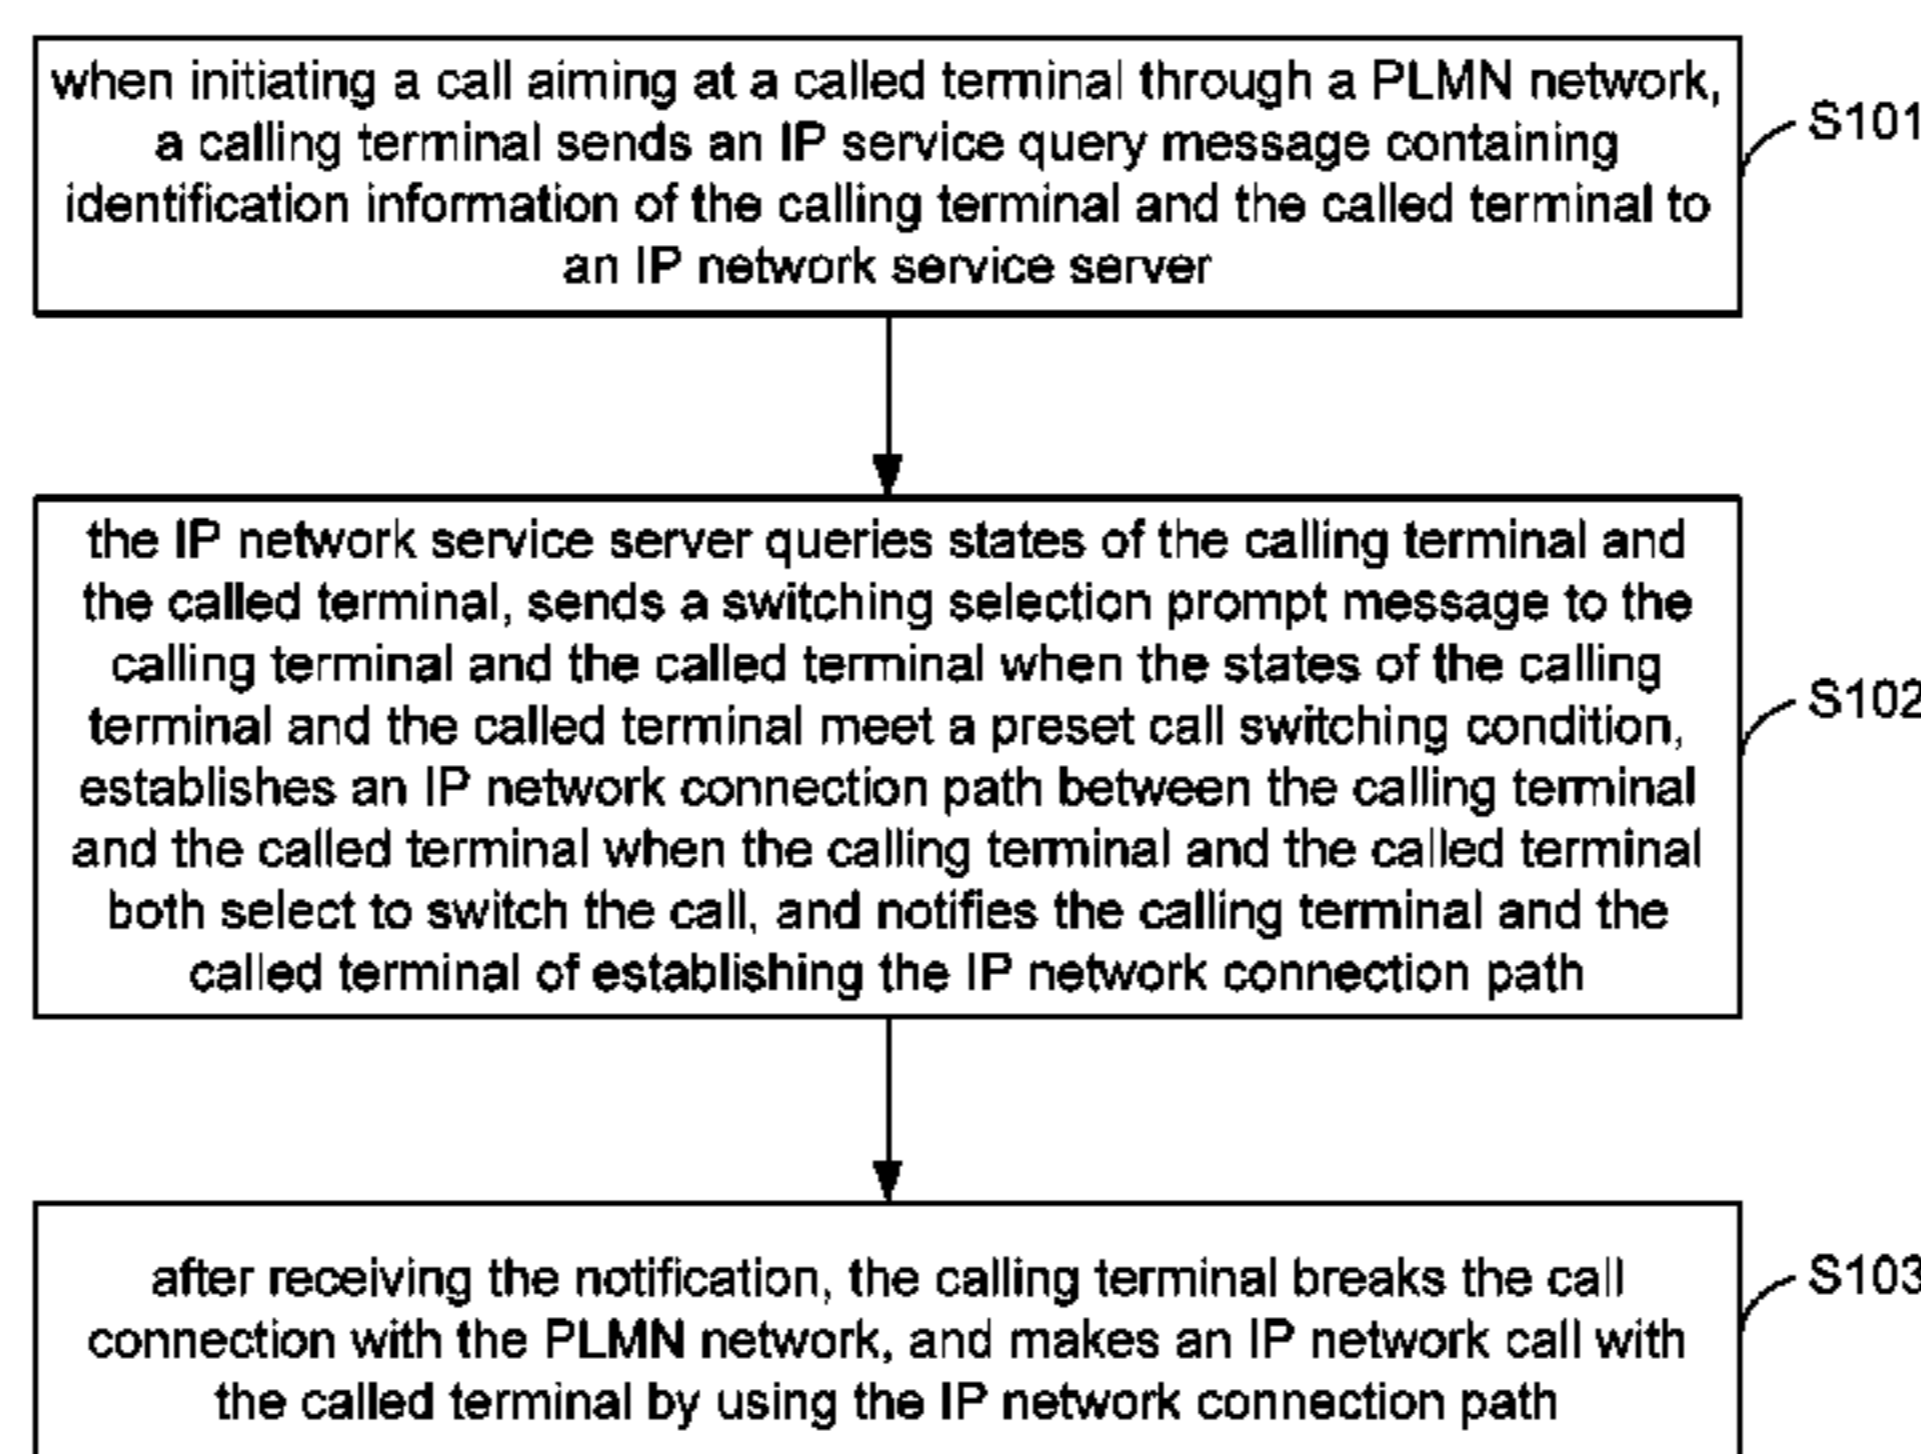 when initiating a call aiming at a called terminal through a PLMN network,
a calling terminal sends an IP service query message containing
identification information of the calling terminal and the called terminal to
an IP network service server
S101
the IP network service server queries states of the calling terminal and
the called terminal, sends a switching selection prompt message to the
calling terminal and the called terminal when the states of the calling
terminal and the called terminal meet a preset call switching condition,
establishes an IP network connection path between the calling terminal
and the called terminal when the calling terminal and the called terminal
both select to switch the call, and notifies the calling terminal and the
called terminal of establishing the IP network connection path
S102
after receiving the notification, the calling terminal breaks the call
connection with the PLMN network, and makes an IP network call with
the called terminal by using the IP network connection path
S103